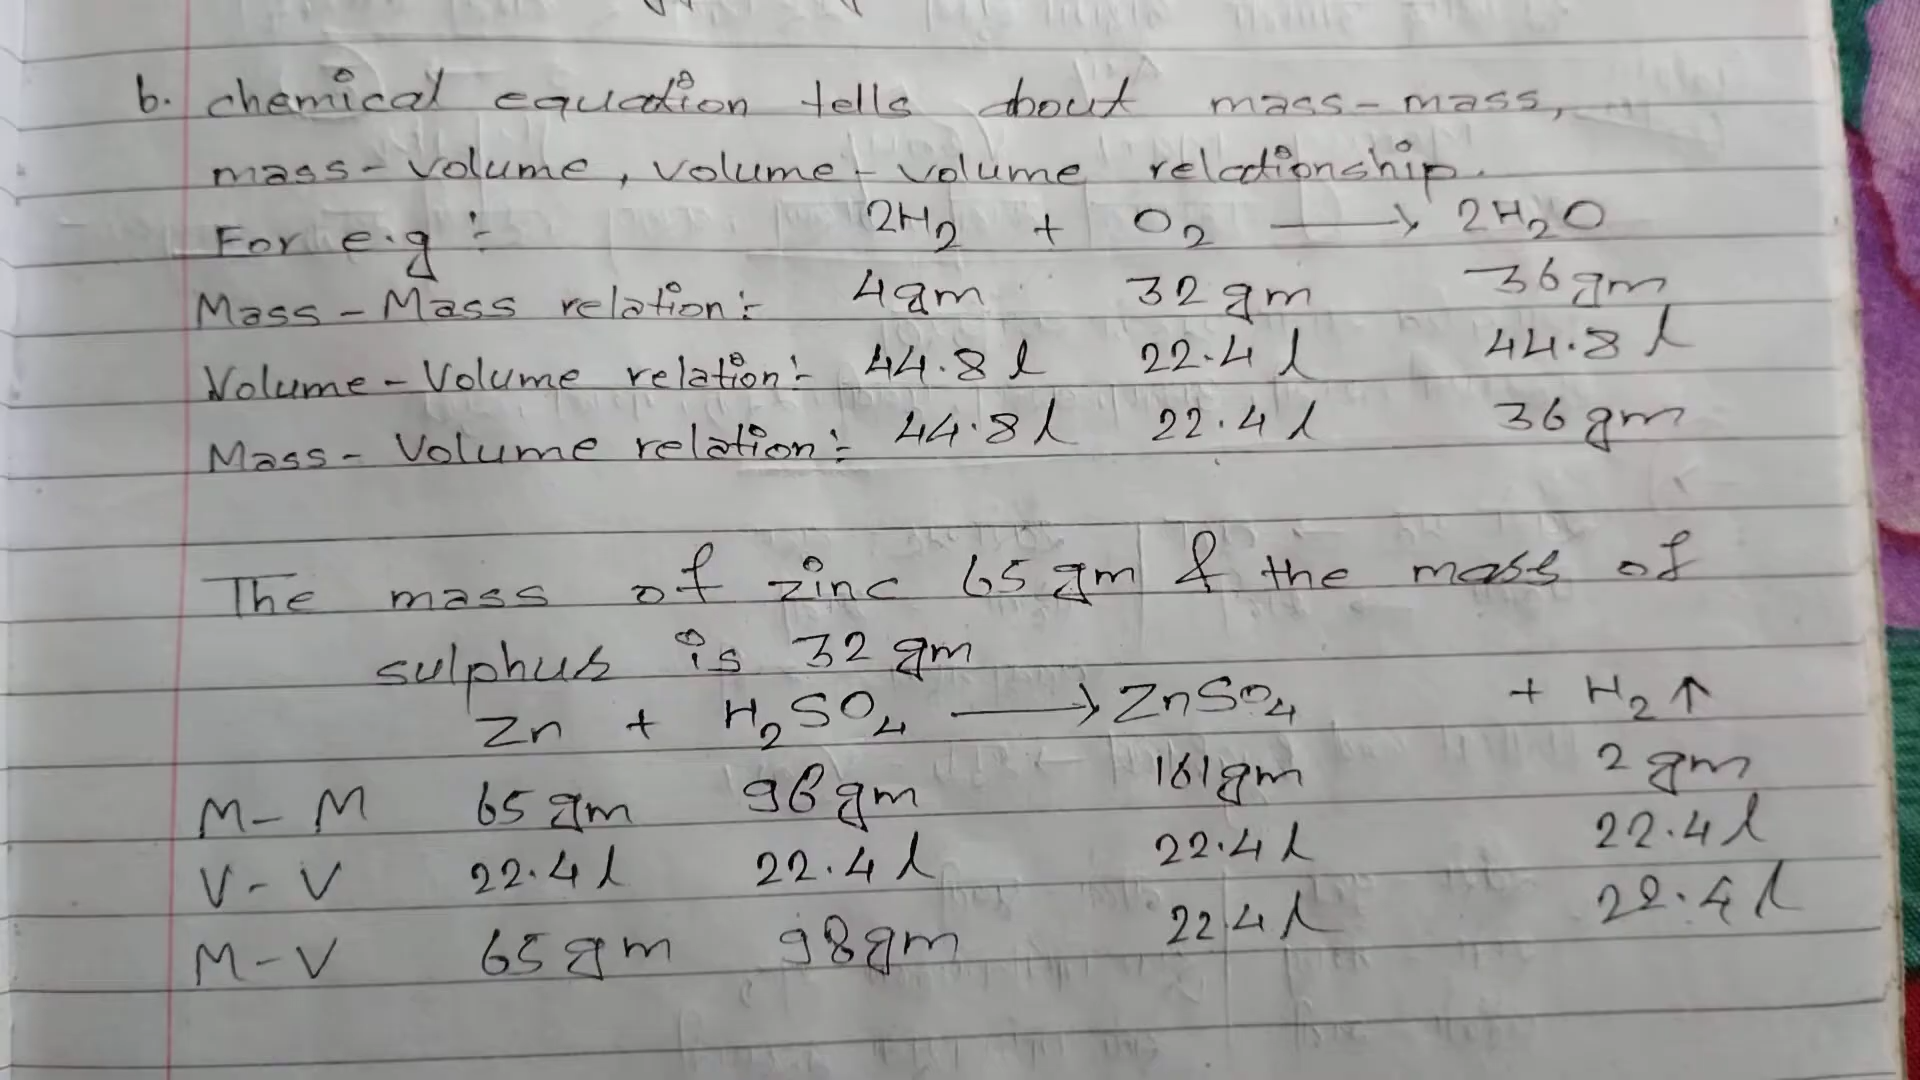 b. chemical equation tells about mass-mass,
mass-volume, volume-volume relationship.
For e.g :- 2H₂ + O₂ → 2H₂O
Mass-Mass relation:- 4gm 32gm 36gm
Volume-Volume relation:- 44.8 l 22.4 l 44.8 l
Mass-Volume relation:- 44.8 l 22.4 l 36 gm
The mass of zinc 65 gm & the mass of
sulphur is 32 gm
Zn + H₂SO₄ → ZnSO₄ + H₂↑
M-M 65 gm 98 gm 161gm 2 gm
V-V 22.4 l 22.4 l 22.4 l 22.4 l
M-V 65 gm 98gm 22.4 l 22.4 l